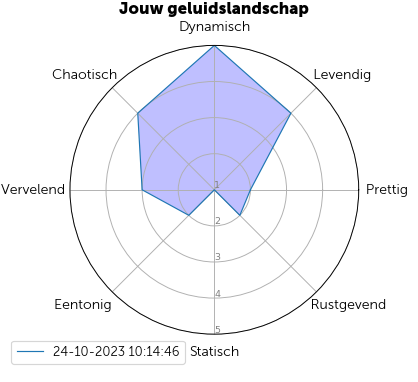 Jouw geluidslandschap
Dynamisch
Chaotisch
Levendig
Vervelend
1
Prettig
2
3
4
Eentonig
Rustgevend
5
24-10-2023 10:14:46
Statisch